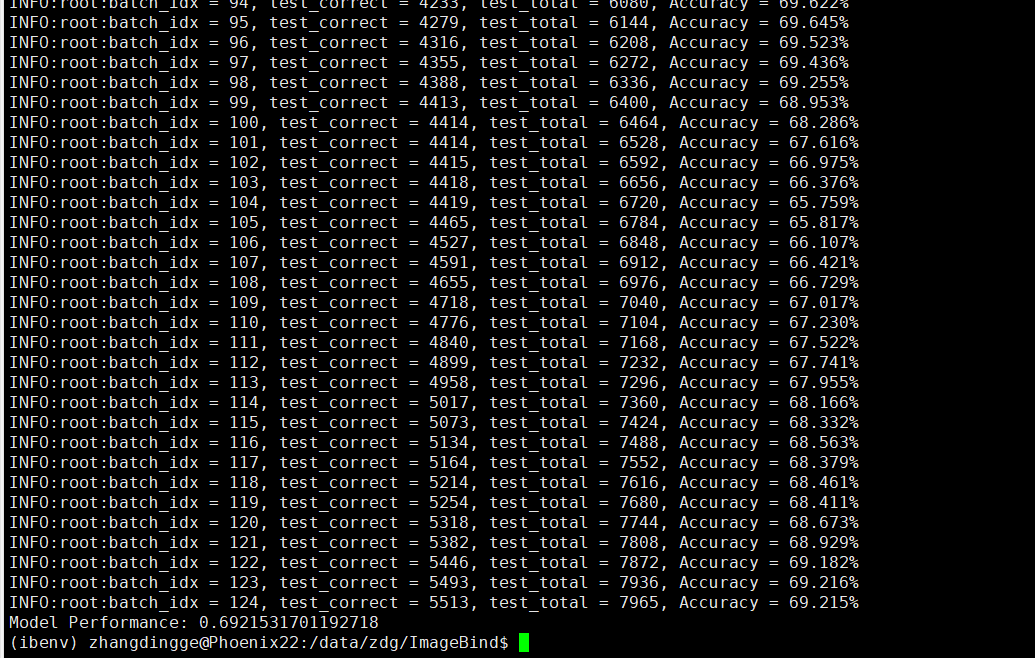 INFO:root:batch_idx = 94, test_correct = 4233, test_total = 6080, Accuracy = 69.622%
INFO:root:batch_idx = 95, test_correct = 4279, test_total = 6144, Accuracy = 69.645%
INFO:root:batch_idx = 96, test_correct = 4316, test_total = 6208, Accuracy = 69.523%
INFO:root:batch_idx = 97, test_correct = 4355, test_total = 6272, Accuracy = 69.436%
INFO:root:batch_idx = 98, test_correct = 4388, test_total = 6336, Accuracy = 69.255%
INFO:root:batch_idx = 99, test_correct = 4413, test_total = 6400, Accuracy = 68.953%
INFO:root:batch_idx = 100, test_correct = 4414, test_total = 6464, Accuracy = 68.286%
INFO:root:batch_idx = 101, test_correct = 4414, test_total = 6528, Accuracy = 67.616%
INFO:root:batch_idx = 102, test_correct = 4415, test_total = 6592, Accuracy = 66.975%
INFO:root:batch_idx = 103, test_correct = 4418, test_total = 6656, Accuracy = 66.376%
INFO:root:batch_idx = 104, test_correct = 4419, test_total = 6720, Accuracy = 65.759%
INFO:root:batch_idx = 105, test_correct = 4465, test_total = 6784, Accuracy = 65.817%
INFO:root:batch_idx = 106, test_correct = 4527, test_total = 6848, Accuracy = 66.107%
INFO:root:batch_idx = 107, test_correct = 4591, test_total = 6912, Accuracy = 66.421%
INFO:root:batch_idx = 108, test_correct = 4655, test_total = 6976, Accuracy = 66.729%
INFO:root:batch_idx = 109, test_correct = 4718, test_total = 7040, Accuracy = 67.017%
INFO:root:batch_idx = 110, test_correct = 4776, test_total = 7104, Accuracy = 67.230%
INFO:root:batch_idx = 111, test_correct = 4840, test_total = 7168, Accuracy = 67.522%
INFO:root:batch_idx = 112, test_correct = 4899, test_total = 7232, Accuracy = 67.741%
INFO:root:batch_idx = 113, test_correct = 4958, test_total = 7296, Accuracy = 67.955%
INFO:root:batch_idx = 114, test_correct = 5017, test_total = 7360, Accuracy = 68.166%
INFO:root:batch_idx = 115, test_correct = 5073, test_total = 7424, Accuracy = 68.332%
INFO:root:batch_idx = 116, test_correct = 5134, test_total = 7488, Accuracy = 68.563%
INFO:root:batch_idx = 117, test_correct = 5164, test_total = 7552, Accuracy = 68.379%
INFO:root:batch_idx = 118, test_correct = 5214, test_total = 7616, Accuracy = 68.461%
INFO:root:batch_idx = 119, test_correct = 5254, test_total = 7680, Accuracy = 68.411%
INFO:root:batch_idx = 120, test_correct = 5318, test_total = 7744, Accuracy = 68.673%
INFO:root:batch_idx = 121, test_correct = 5382, test_total = 7808, Accuracy = 68.929%
INFO:root:batch_idx = 122, test_correct = 5446, test_total = 7872, Accuracy = 69.182%
INFO:root:batch_idx = 123, test_correct = 5493, test_total = 7936, Accuracy = 69.216%
INFO:root:batch_idx = 124, test_correct = 5513, test_total = 7965, Accuracy = 69.215%
Model Performance: 0.6921531701192718
(ibenv) zhangdingge@Phoenix22:/data/zdg/ImageBind$